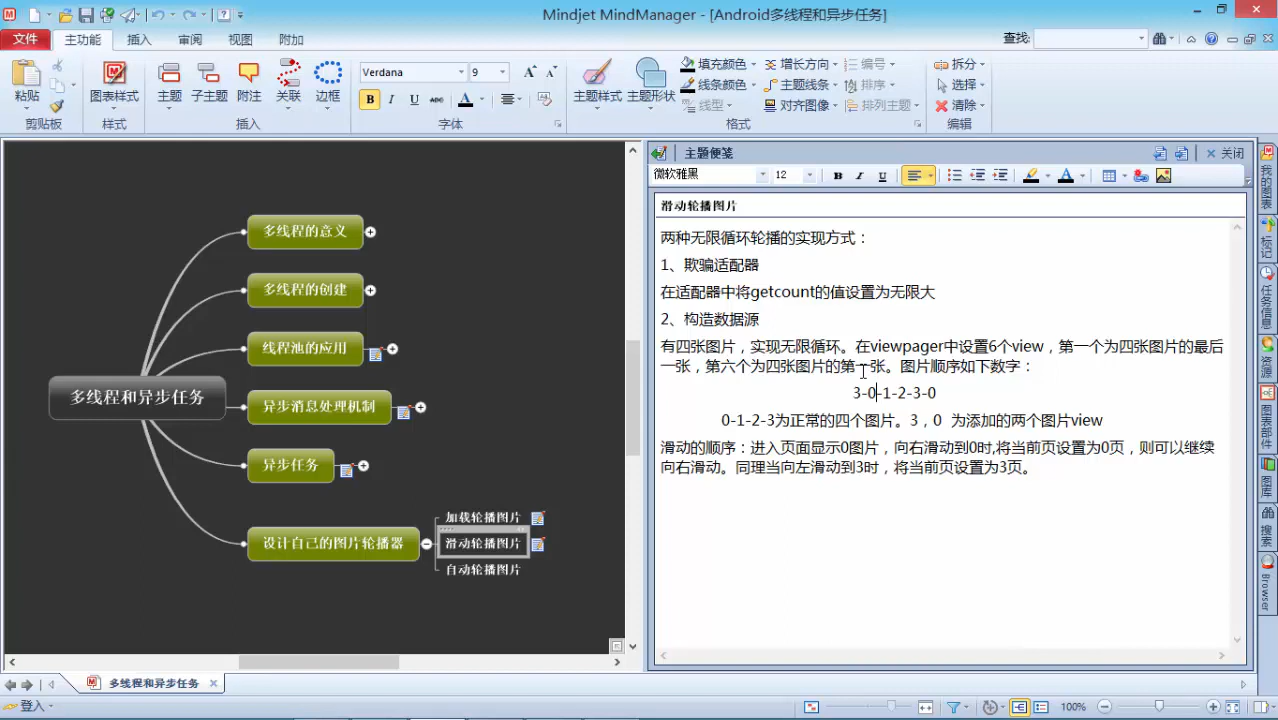 Mindjet MindManager - [Android多线程和异步任务]
文件 主功能 插入 审阅 视图 附加 查找:
粘贴 图表样式 主题 子主题 附注 关联 边框
Verdana 9
B I U abc A
主题样式 主题形状
填充颜色 增长方向 编号 拆分
线条颜色 主题线条 排序 选择
线型 对齐图像 排列主题 清除
剪贴板 样式 插入 字体 格式 编辑
多线程的意义
多线程的创建
线程池的应用
多线程和异步任务
异步消息处理机制
异步任务
设计自己的图片轮播器
加载轮播图片
滑动轮播图片
自动轮播图片
主题便笺 关闭
微软雅黑 12 B I U A
滑动轮播图片
两种无限循环轮播的实现方式：
1、欺骗适配器
在适配器中将getcount的值设置为无限大
2、构造数据源
有四张图片，实现无限循环。在viewpager中设置6个view，第一个为四张图片的最后
一张，第六个为四张图片的第一张。图片顺序如下数字：
3-0-1-2-3-0
0-1-2-3为正常的四个图片。3，0 为添加的两个图片view
滑动的顺序：进入页面显示0图片，向右滑动到0时,将当前页设置为0页，则可以继续
向右滑动。同理当向左滑动到3时，将当前页设置为3页。
我的图表
标记
任务信息
资源
图表部件
图库
搜索
Browser
多线程和异步任务
登入 100%